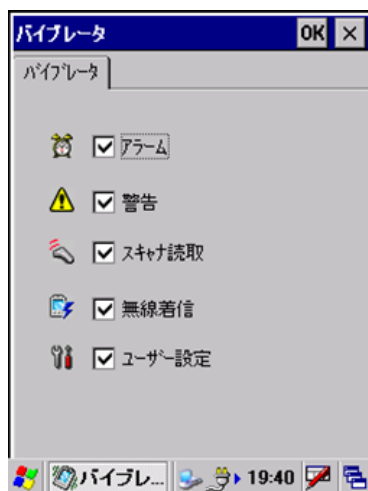 バイブレータ OK ×
バイブレータ
アラーム
警告
スキャナ読取
無線着信
ユーザー設定
バイブレ... 19:40